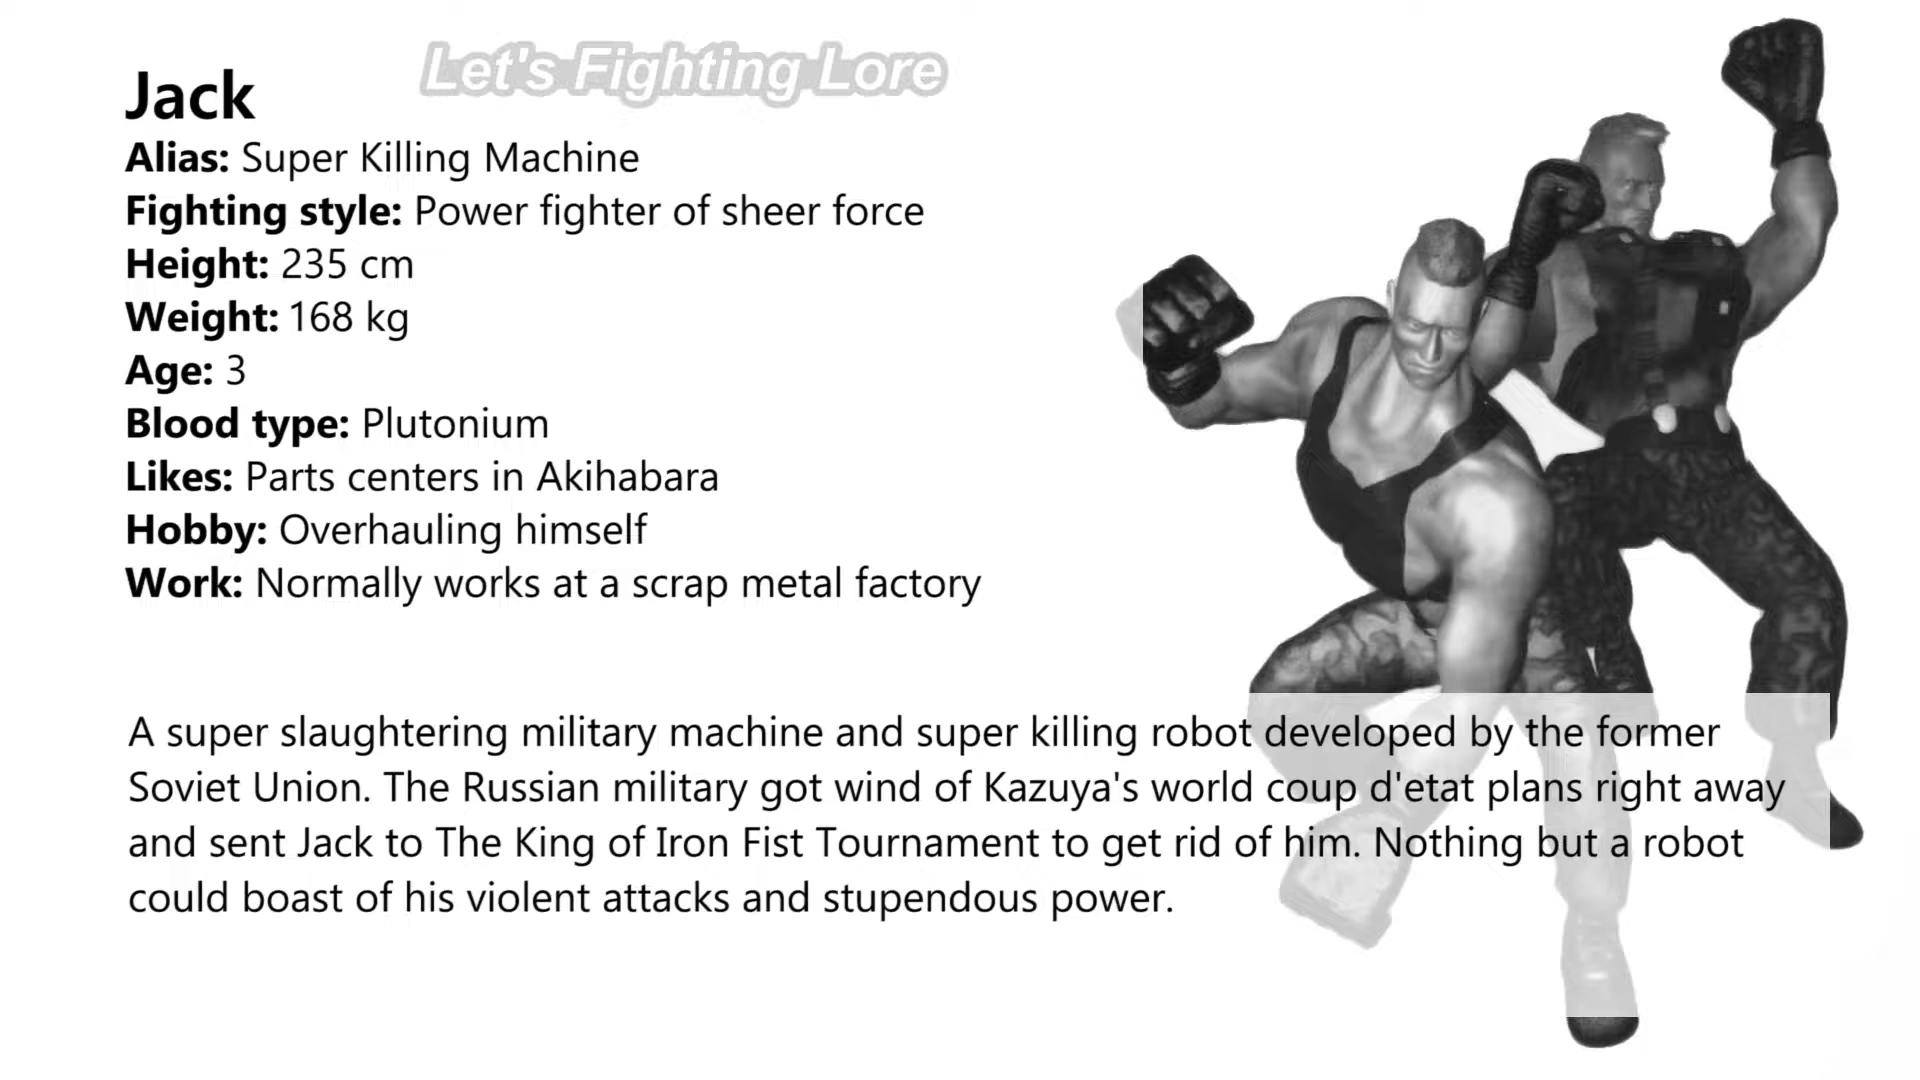 Let's Fighting Lore
Jack
Alias: Super Killing Machine
Fighting style: Power fighter of sheer force
Height: 235 cm
Weight: 168 kg
Age: 3
Blood type: Plutonium
Likes: Parts centers in Akihabara
Hobby: Overhauling himself
Work: Normally works at a scrap metal factory
A super slaughtering military machine and super killing robot developed by the former
Soviet Union. The Russian military got wind of Kazuya's world coup d'etat plans right away
and sent Jack to The King of Iron Fist Tournament to get rid of him. Nothing but a robot
could boast of his violent attacks and stupendous power.